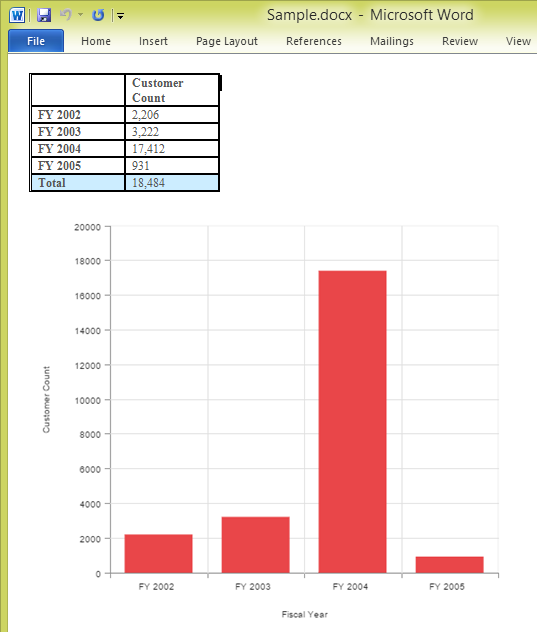 Sample.docx - Microsoft Word
File Home Insert Page Layout References Mailings Review View
Customer
Count
FY 2002 2,206
FY 2003 3,222
FY 2004 17,412
FY 2005 931
Total 18,484
20000
18000
16000
14000
12000
10000
8000
6000
4000
2000
0
Customer Count
FY 2002 FY 2003 FY 2004 FY 2005
Fiscal Year